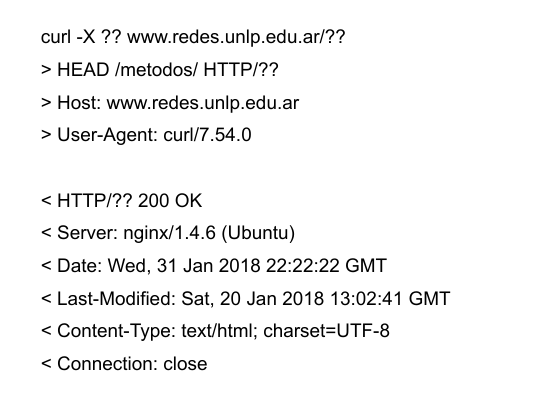 curl -X ?? www.redes.unlp.edu.ar/??
> HEAD /metodos/ HTTP/??
> Host: www.redes.unlp.edu.ar
> User-Agent: curl/7.54.0
< HTTP/?? 200 OK
< Server: nginx/1.4.6 (Ubuntu)
< Date: Wed, 31 Jan 2018 22:22:22 GMT
< Last-Modified: Sat, 20 Jan 2018 13:02:41 GMT
< Content-Type: text/html; charset=UTF-8
< Connection: close